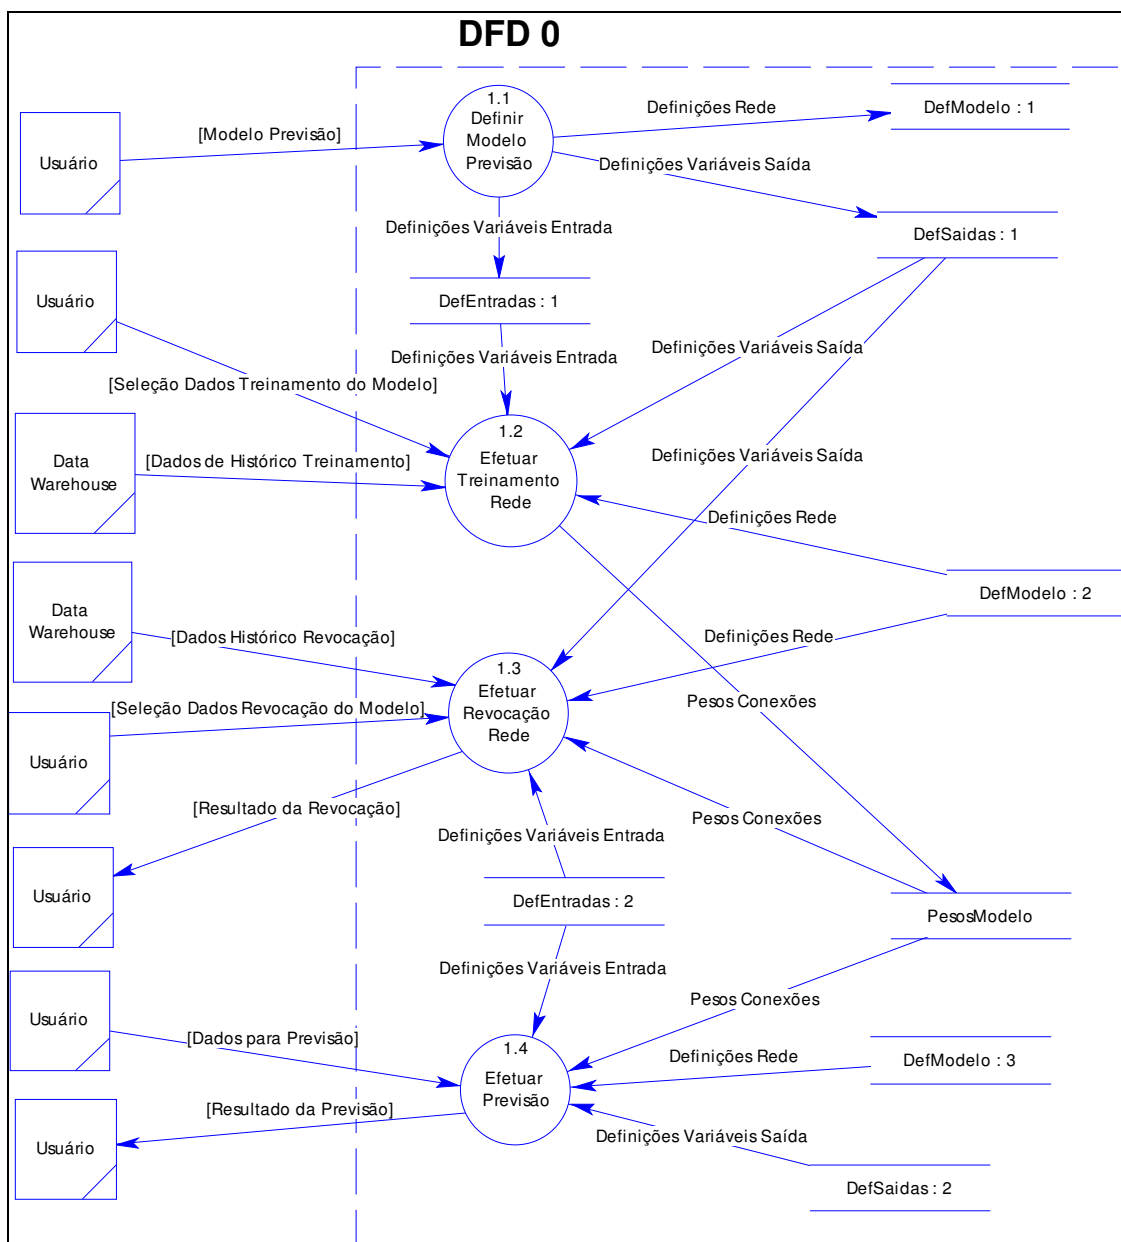 DFD 0
1.1
Definir
Modelo
Previsão
Definições Rede
DefModelo : 1
[Modelo Previsão]
Usuário
Definições Variáveis Saída
Definições Variáveis Entrada
DefSaidas : 1
Usuário
DefEntradas : 1
Definições Variáveis Entrada
Definições Variáveis Saída
[Seleção Dados Treinamento do Modelo]
1.2
Efetuar
Treinamento
Rede
Data
Warehouse
[Dados de Histórico Treinamento]
Definições Variáveis Saída
Definições Rede
DefModelo : 2
Data
Warehouse
[Dados Histórico Revocação]
Definições Rede
1.3
Efetuar
Revocação
Rede
[Seleção Dados Revocação do Modelo]
Pesos Conexões
Usuário
[Resultado da Revocação]
Pesos Conexões
Definições Variáveis Entrada
Usuário
DefEntradas : 2
PesosModelo
Definições Variáveis Entrada
Pesos Conexões
Usuário
[Dados para Previsão]
1.4
Efetuar
Previsão
Definições Rede
DefModelo : 3
[Resultado da Previsão]
Usuário
Definições Variáveis Saída
DefSaidas : 2